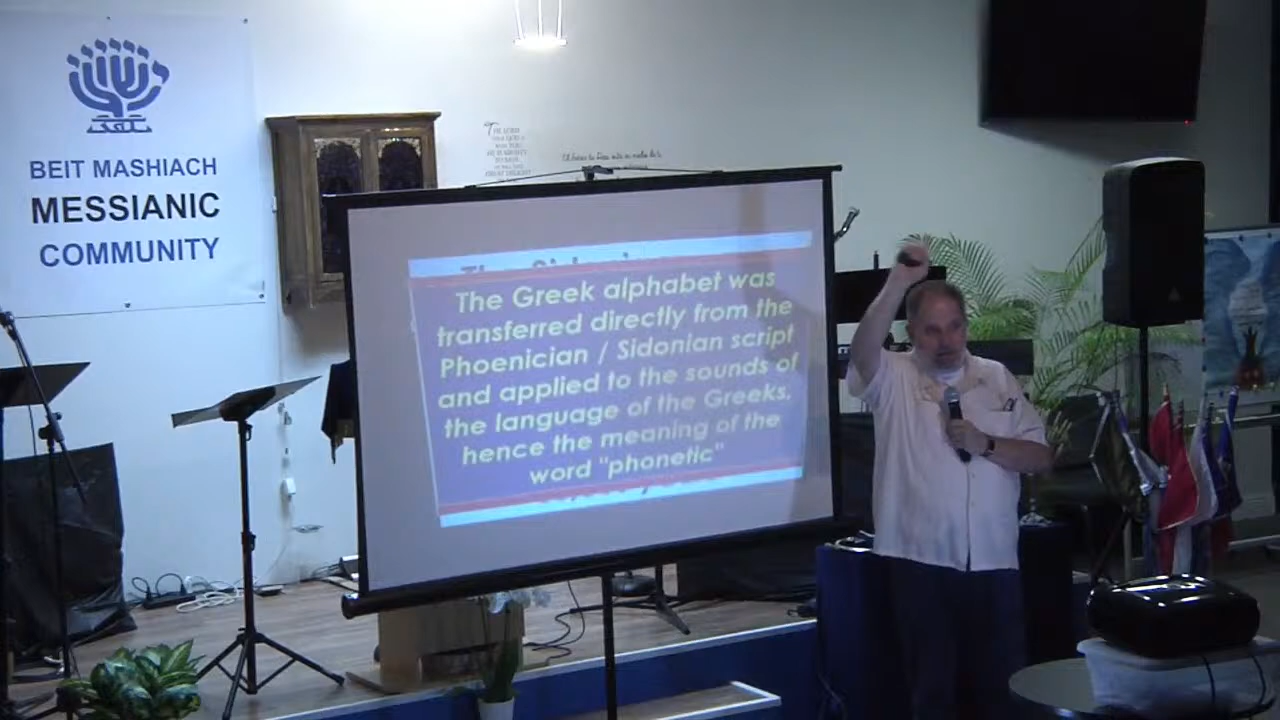 BEIT MASHIACH
MESSIANIC
COMMUNITY
The Greek alphabet was
transferred directly from the
Phoenician / Sidonian script
and applied to the sounds of
the language of the Greeks,
hence the meaning of the
word "phonetic"